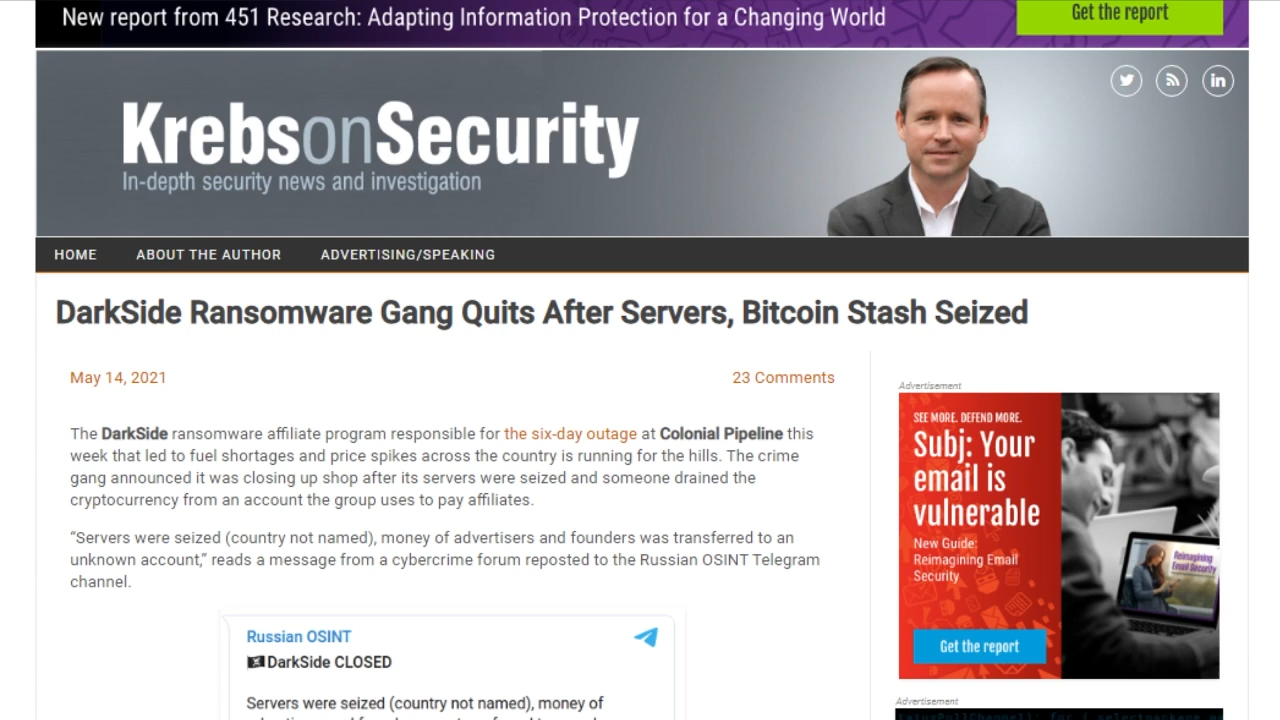 New report from 451 Research: Adapting Information Protection for a Changing World
Get the report
KrebsonSecurity
In-depth security news and investigation
HOME
ABOUT THE AUTHOR
ADVERTISING/SPEAKING
DarkSide Ransomware Gang Quits After Servers, Bitcoin Stash Seized
May 14, 2021
23 Comments
The DarkSide ransomware affiliate program responsible for the six-day outage at Colonial Pipeline this
week that led to fuel shortages and price spikes across the country is running for the hills. The crime
gang announced it was closing up shop after its servers were seized and someone drained the
cryptocurrency from an account the group uses to pay affiliates.
“Servers were seized (country not named), money of advertisers and founders was transferred to an
unknown account,” reads a message from a cybercrime forum reposted to the Russian OSINT Telegram
channel.
Russian OSINT
DarkSide CLOSED
Servers were seized (country not named), money of
Advertisement
SEE MORE. DEFEND MORE.
Subj: Your
email is
vulnerable
New Guide:
Reimagining Email
Security
Reimagining
Email Security
Get the report
Advertisement